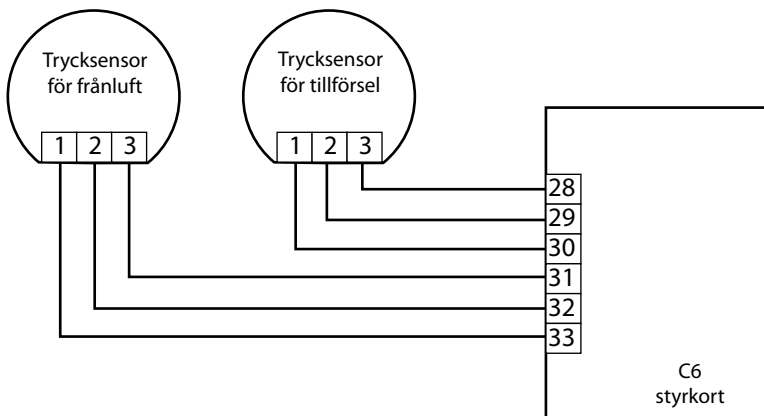 Trycksensor
för frånluft
1 2 3
Trycksensor
för tillförsel
1 2 3
28
29
30
31
32
33
C6
styrkort